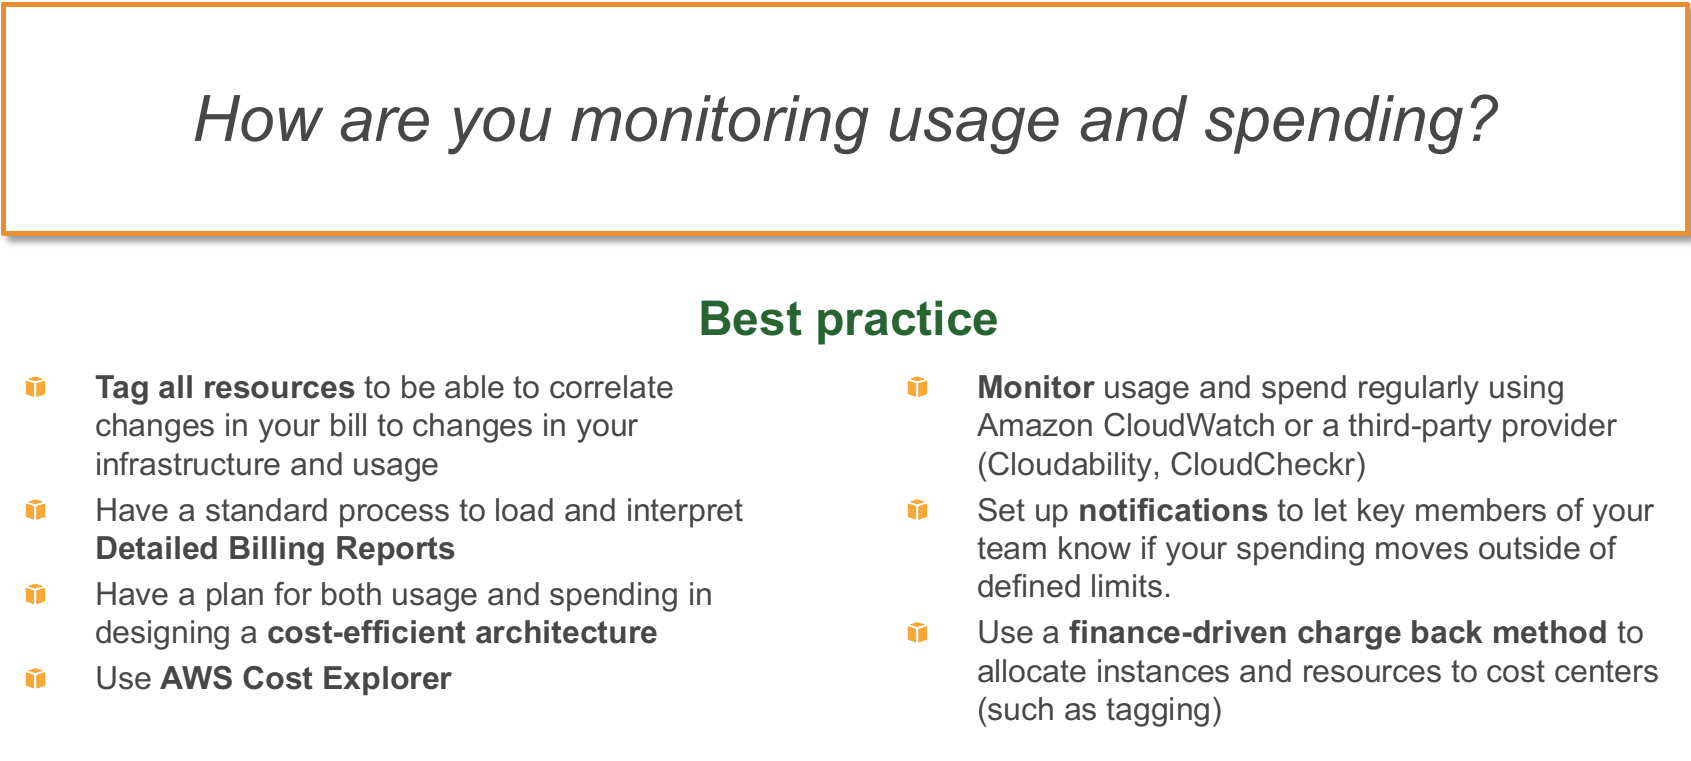 How are you monitoring usage and spending?
Best practice
Tag all resources to be able to correlate
changes in your bill to changes in your
infrastructure and usage
Have a standard process to load and interpret
Detailed Billing Reports
Have a plan for both usage and spending in
designing a cost-efficient architecture
Use AWS Cost Explorer
Monitor usage and spend regularly using
Amazon CloudWatch or a third-party provider
(Cloudability, CloudCheckr)
Set up notifications to let key members of your
team know if your spending moves outside of
defined limits.
Use a finance-driven charge back method to
allocate instances and resources to cost centers
(such as tagging)